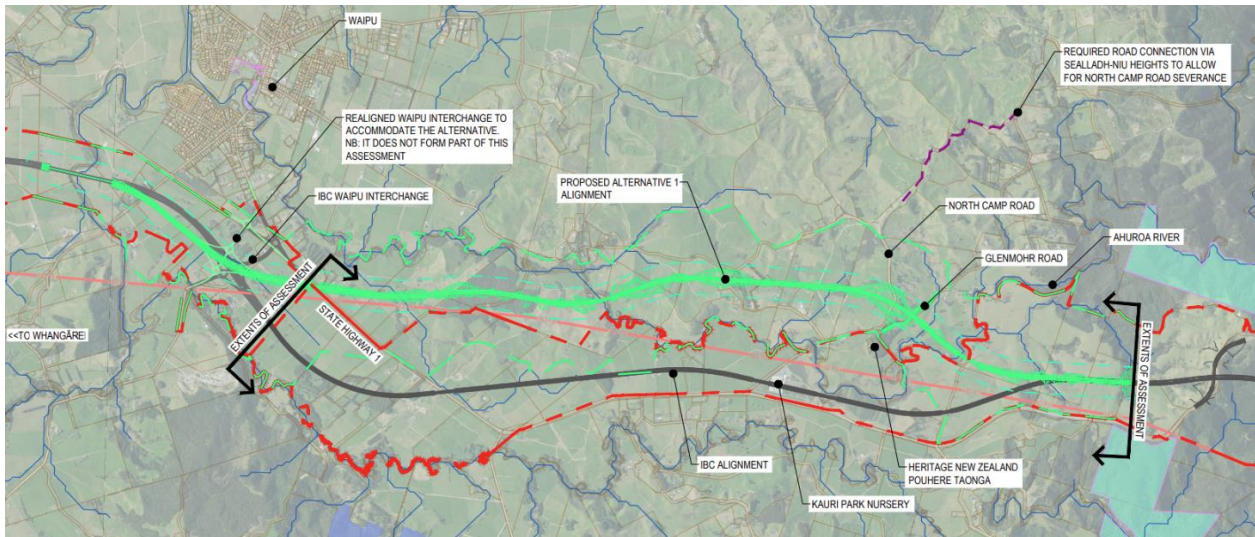 WAIPU
REALIGNED WAIPU INTERCHANGE TO
ACCOMMODATE THE ALTERNATIVE.
NB: IT DOES NOT FORM PART OF THIS
ASSESSMENT
IBC WAIPU INTERCHANGE
REQUIRED ROAD CONNECTION VIA
SEALLADH-NIU HEIGHTS TO ALLOW
FOR NORTH CAMP ROAD SEVERANCE
PROPOSED ALTERNATIVE 1
ALIGNMENT
NORTH CAMP ROAD
AHUROA RIVER
GLENMOHR ROAD
EXTENTS OF ASSESSMENT
STATE HIGHWAY 1
<<TO WHANGĀREI
EXTENTS OF ASSESSMENT
IBC ALIGNMENT
HERITAGE NEW ZEALAND
POUHERE TAONGA
KAURI PARK NURSERY